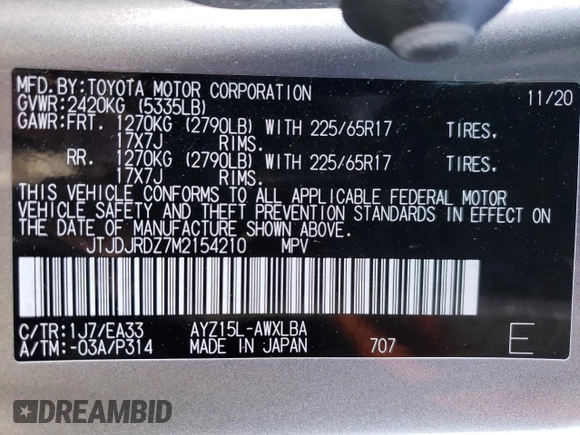 MFD.BY:TOYOTA MOTOR CORPORATION 11/20
GVWR:2420KG (5335LB)
GAWR:FRT. 1270KG (2790LB) WITH 225/65R17 TIRES,
17X7J RIMS.
RR. 1270KG (2790LB) WITH 225/65R17 TIRES,
17X7J RIMS.
THIS VEHICLE CONFORMS TO ALL APPLICABLE FEDERAL MOTOR
VEHICLE SAFETY AND THEFT PREVENTION STANDARDS IN EFFECT ON
THE DATE OF MANUFACTURE SHOWN ABOVE.
JTJDJRDZ7M2154210 MPV
C/TR:1J7/EA33 AYZ15L-AWXLBA
A/TM:-03A/P314 MADE IN JAPAN 707 E
DREAMBID